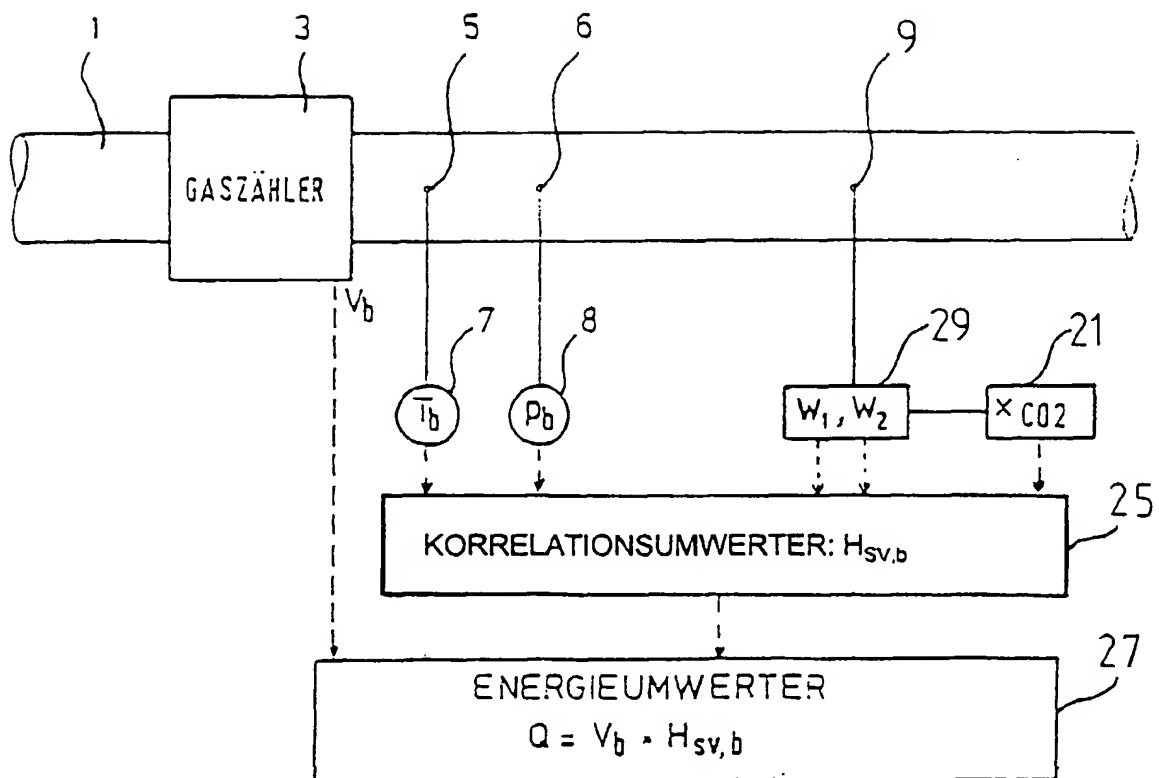 1 3 5 6 9
GASZÄHLER
V_b 7 8 29 21
T_b P_b W_1, W_2 x_CO2
25
KORRELATIONSUMWERTER: H_sv,b
27
ENERGIEUMWERTER
Q = V_b · H_sv,b